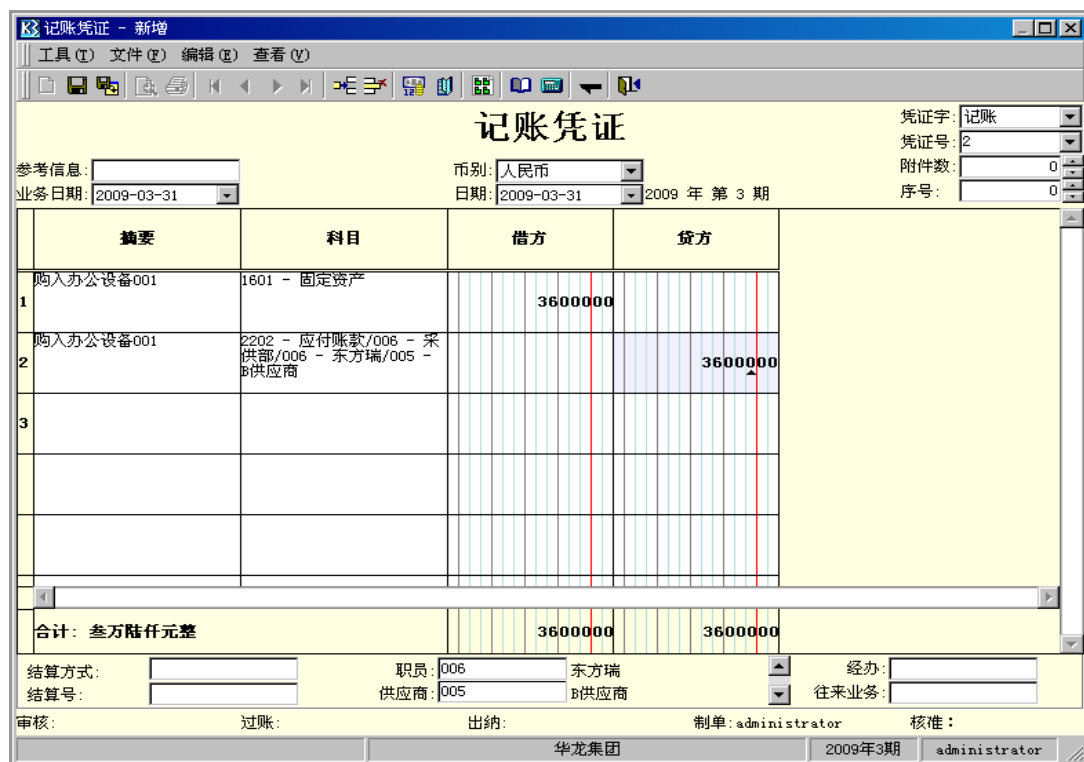 记账凭证 - 新增
工具(T) 文件(F) 编辑(E) 查看(V)
记账凭证
凭证字: 记账
凭证号: 2
参考信息:
币别: 人民币
附件数: 0
业务日期: 2009-03-31
日期: 2009-03-31
2009 年 第 3 期
序号: 0
摘要 科目 借方 贷方
1 购入办公设备001 1601 - 固定资产 3600000
2 购入办公设备001 2202 - 应付账款/006 - 采
供部/006 - 东方瑞/005 -
B供应商 3600000
3
合计: 叁万陆仟元整 3600000 3600000
结算方式: 职员: 006 东方瑞 经办:
结算号: 供应商: 005 B供应商 往来业务:
审核: 过账: 出纳: 制单:administrator 核准:
华龙集团 2009年3期 administrator